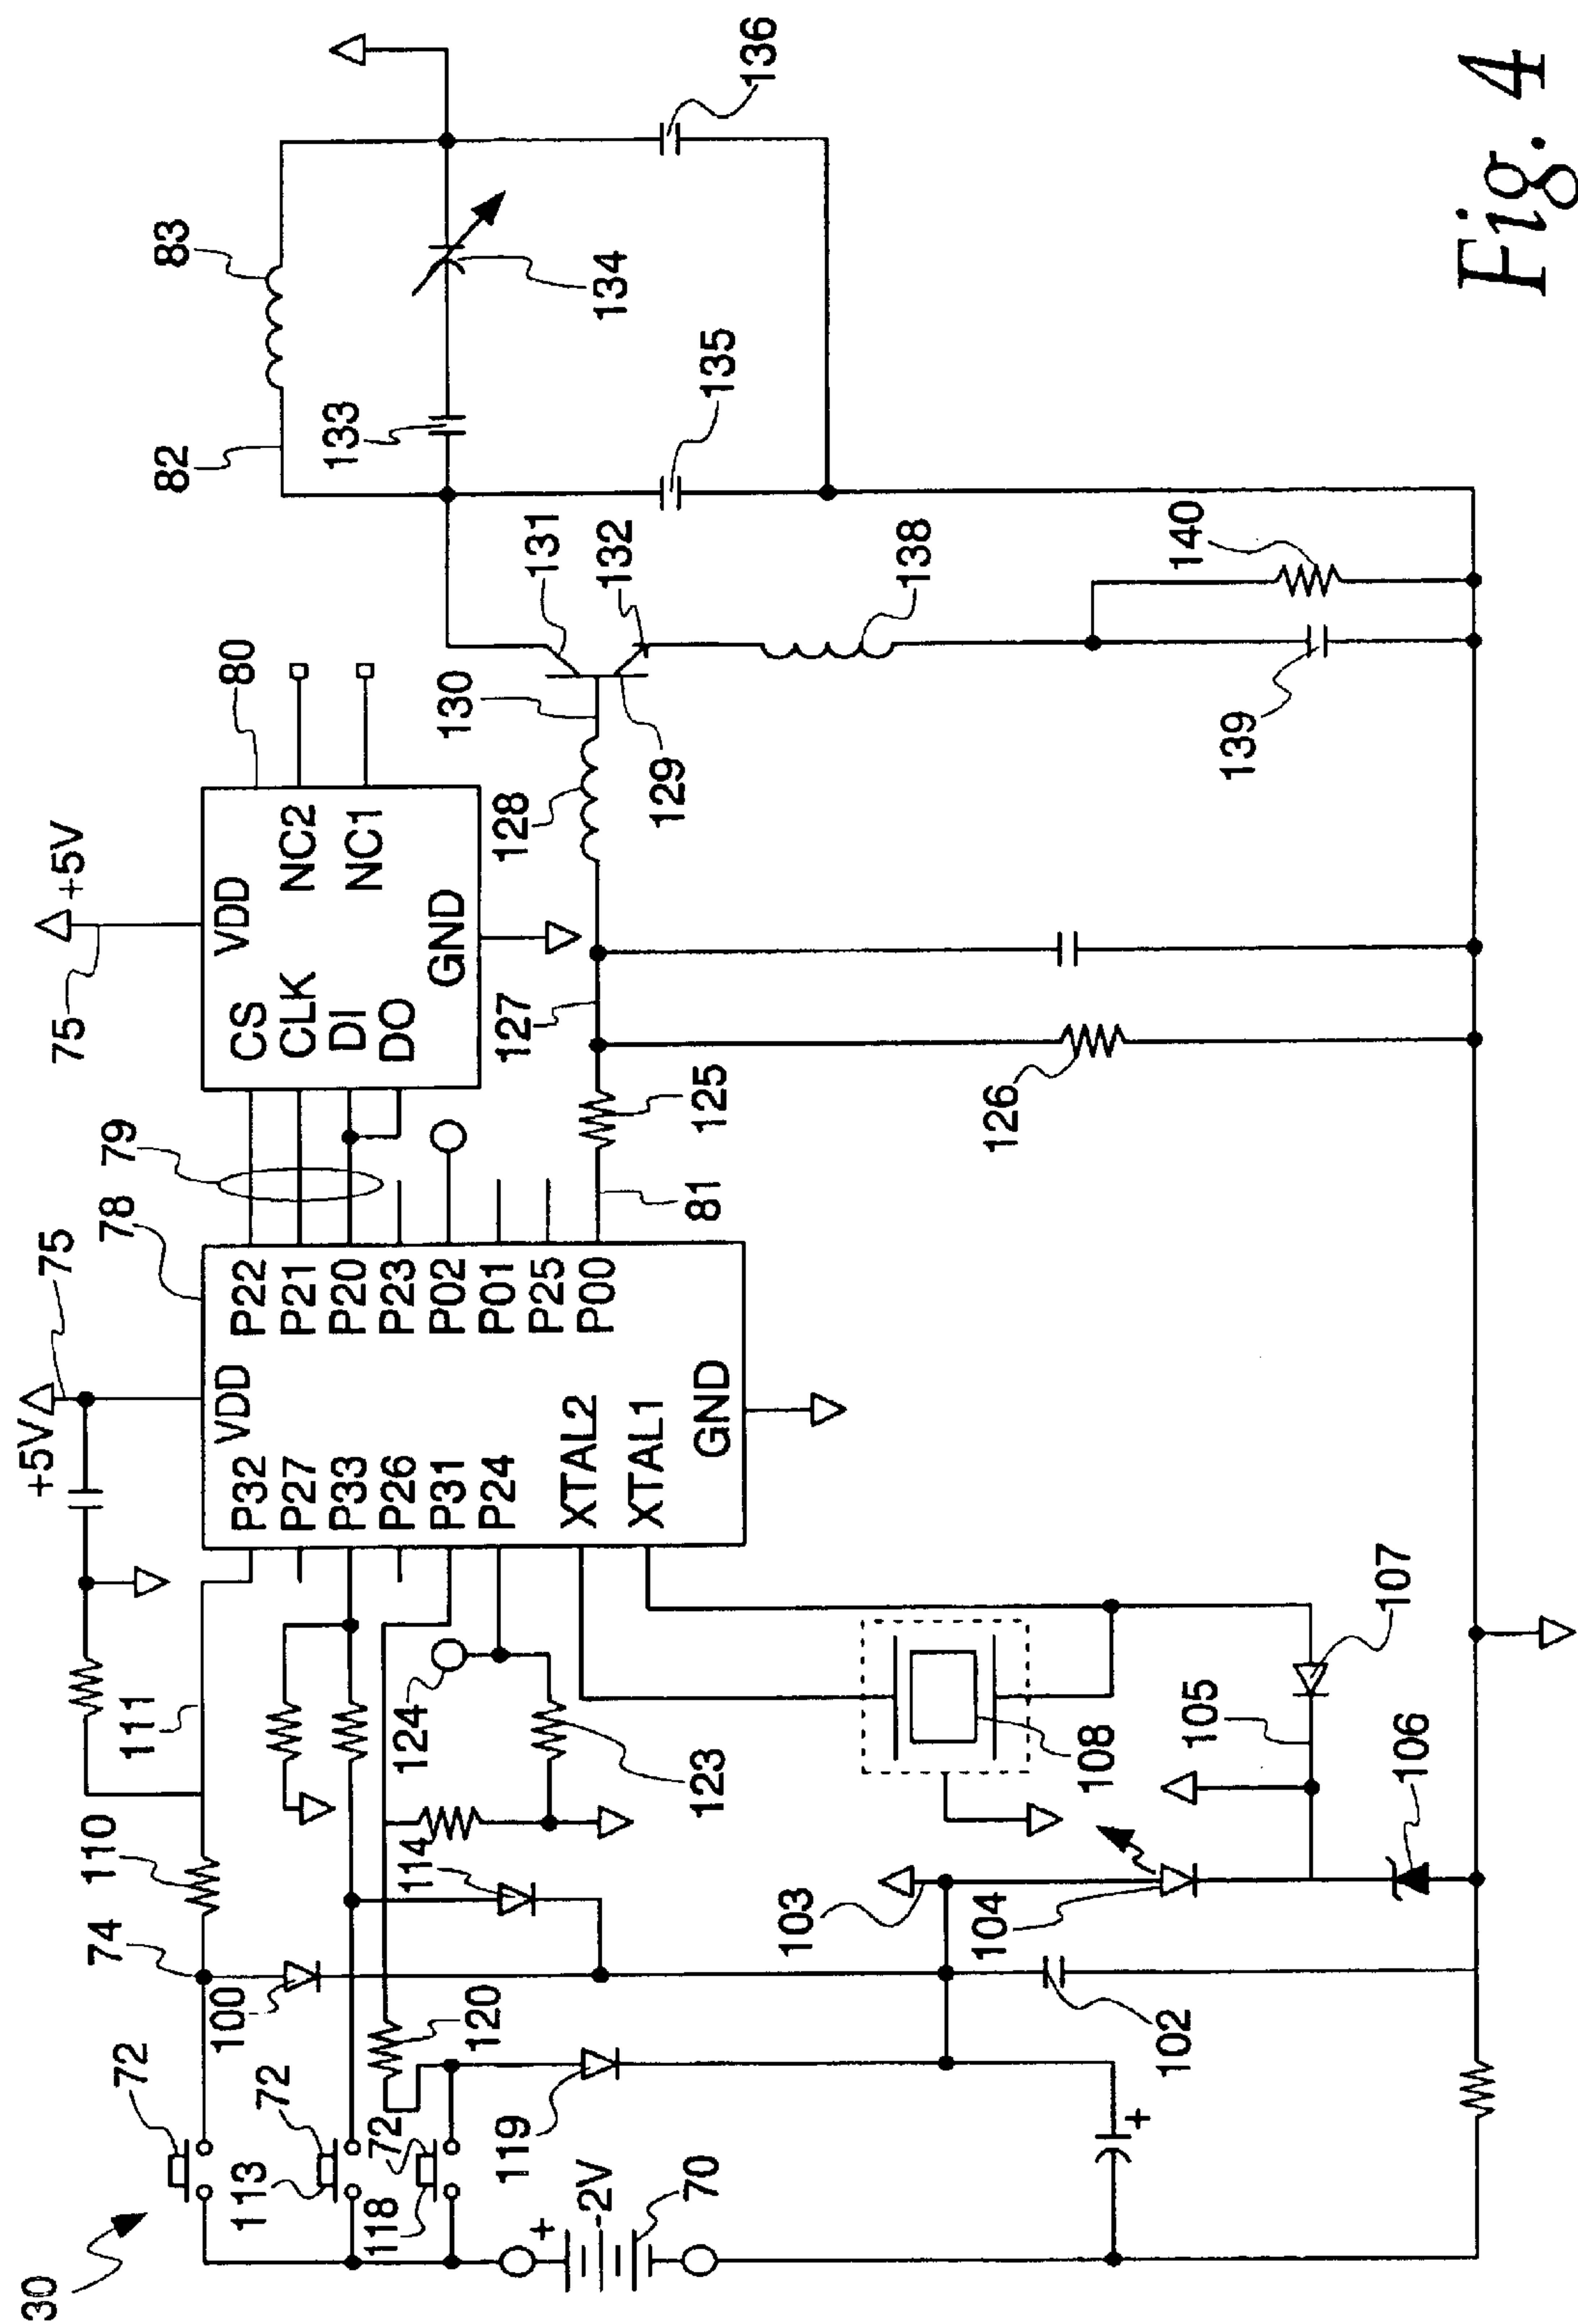 30
72
74
110
111
+5V
75
78
79
75
+5V
80
82
83
100
113
72
118
72
120
114
124
123
119
-2V
+
70
+
102
103
104
105
106
107
108
P32
P27
P33
P26
P31
P24
XTAL2
XTAL1
VDD
GND
P22
P21
P20
P23
P02
P01
P25
P00
CS
CLK
DI
DO
VDD
GND
NC2
NC1
81
125
126
127
128
129
130
131
132
133
134
135
136
138
139
140
Fig. 4